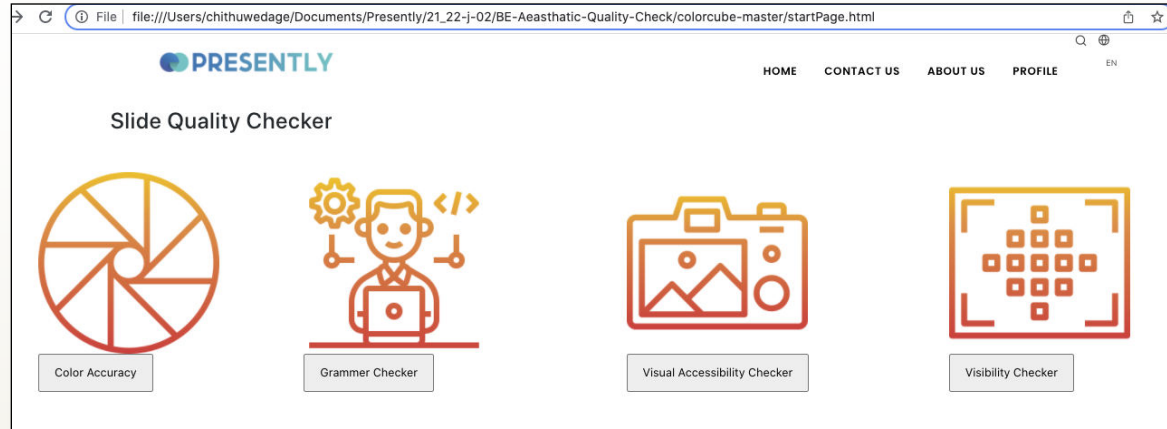 File file:///Users/chithuwedage/Documents/Presently/21_22-j-02/BE-Aeasthatic-Quality-Check/colorcube-master/startPage.html
PRESENTLY
HOME CONTACT US ABOUT US PROFILE EN
Slide Quality Checker
Color Accuracy Grammer Checker Visual Accessibility Checker Visibility Checker